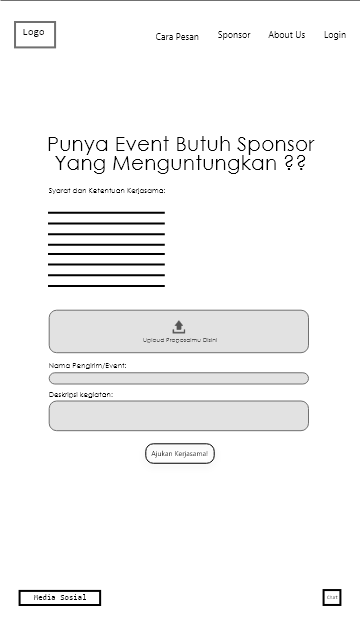 Logo
Cara Pesan Sponsor About Us Login
Punya Event Butuh Sponsor
Yang Menguntungkan ??
Syarat dan Ketentuan Kerjasama:
Upload Proposalmu Disini
Nama Pengirim/Event:
Deskripsi kegiatan:
Ajukan Kerjasama!
Media Sosial
Chat